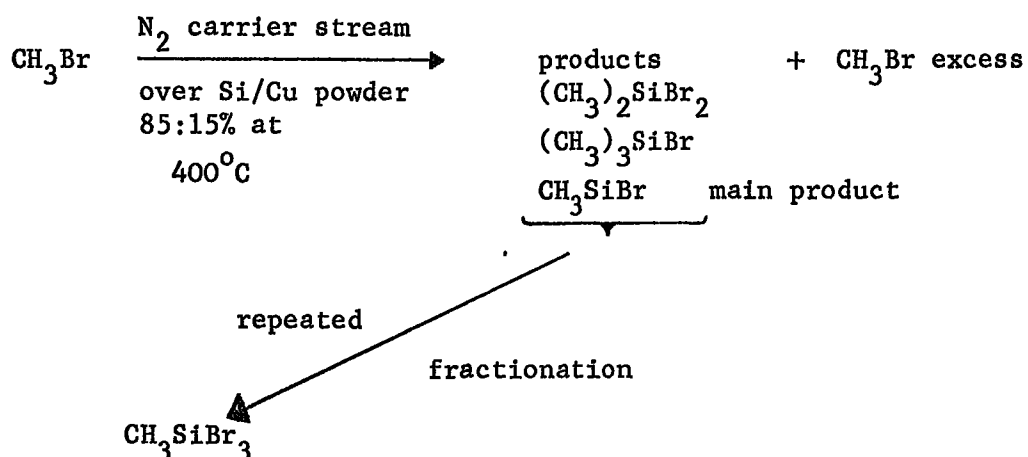 N2 carrier stream
CH3Br products + CH3Br excess
over Si/Cu powder (CH3)2SiBr2
85:15% at (CH3)3SiBr
400°C CH3SiBr main product
repeated
fractionation
CH3SiBr3